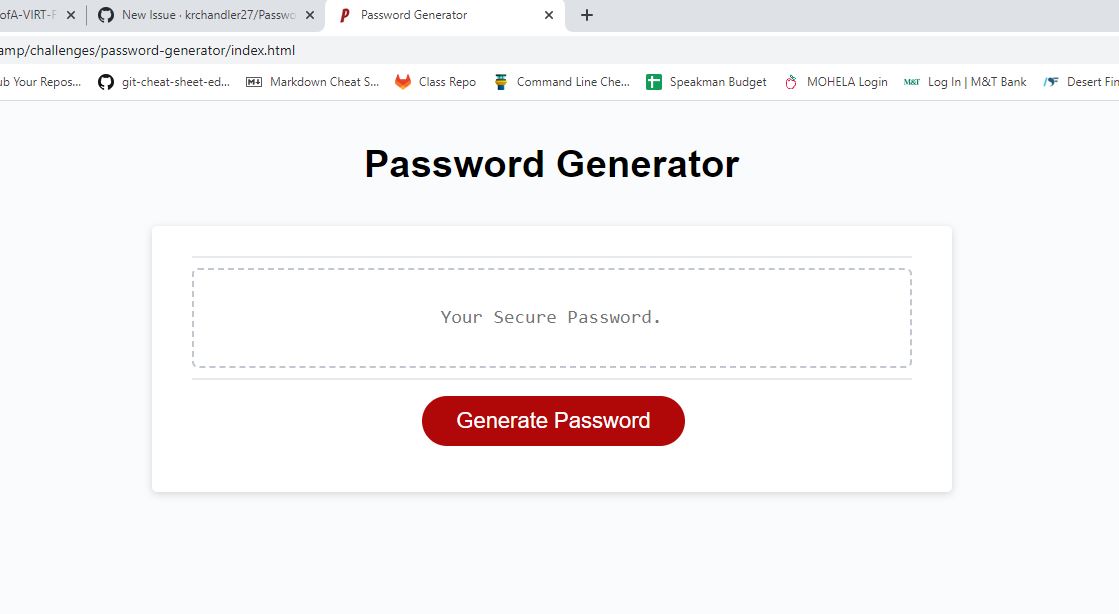 ofA-VIRT-F New Issue · krchandler27/Passwo Password Generator
amp/challenges/password-generator/index.html
ub Your Repos... git-cheat-sheet-ed... Markdown Cheat S... Class Repo Command Line Che... Speakman Budget MOHELA Login M&T Log In | M&T Bank Desert Fin
Password Generator
Your Secure Password.
Generate Password